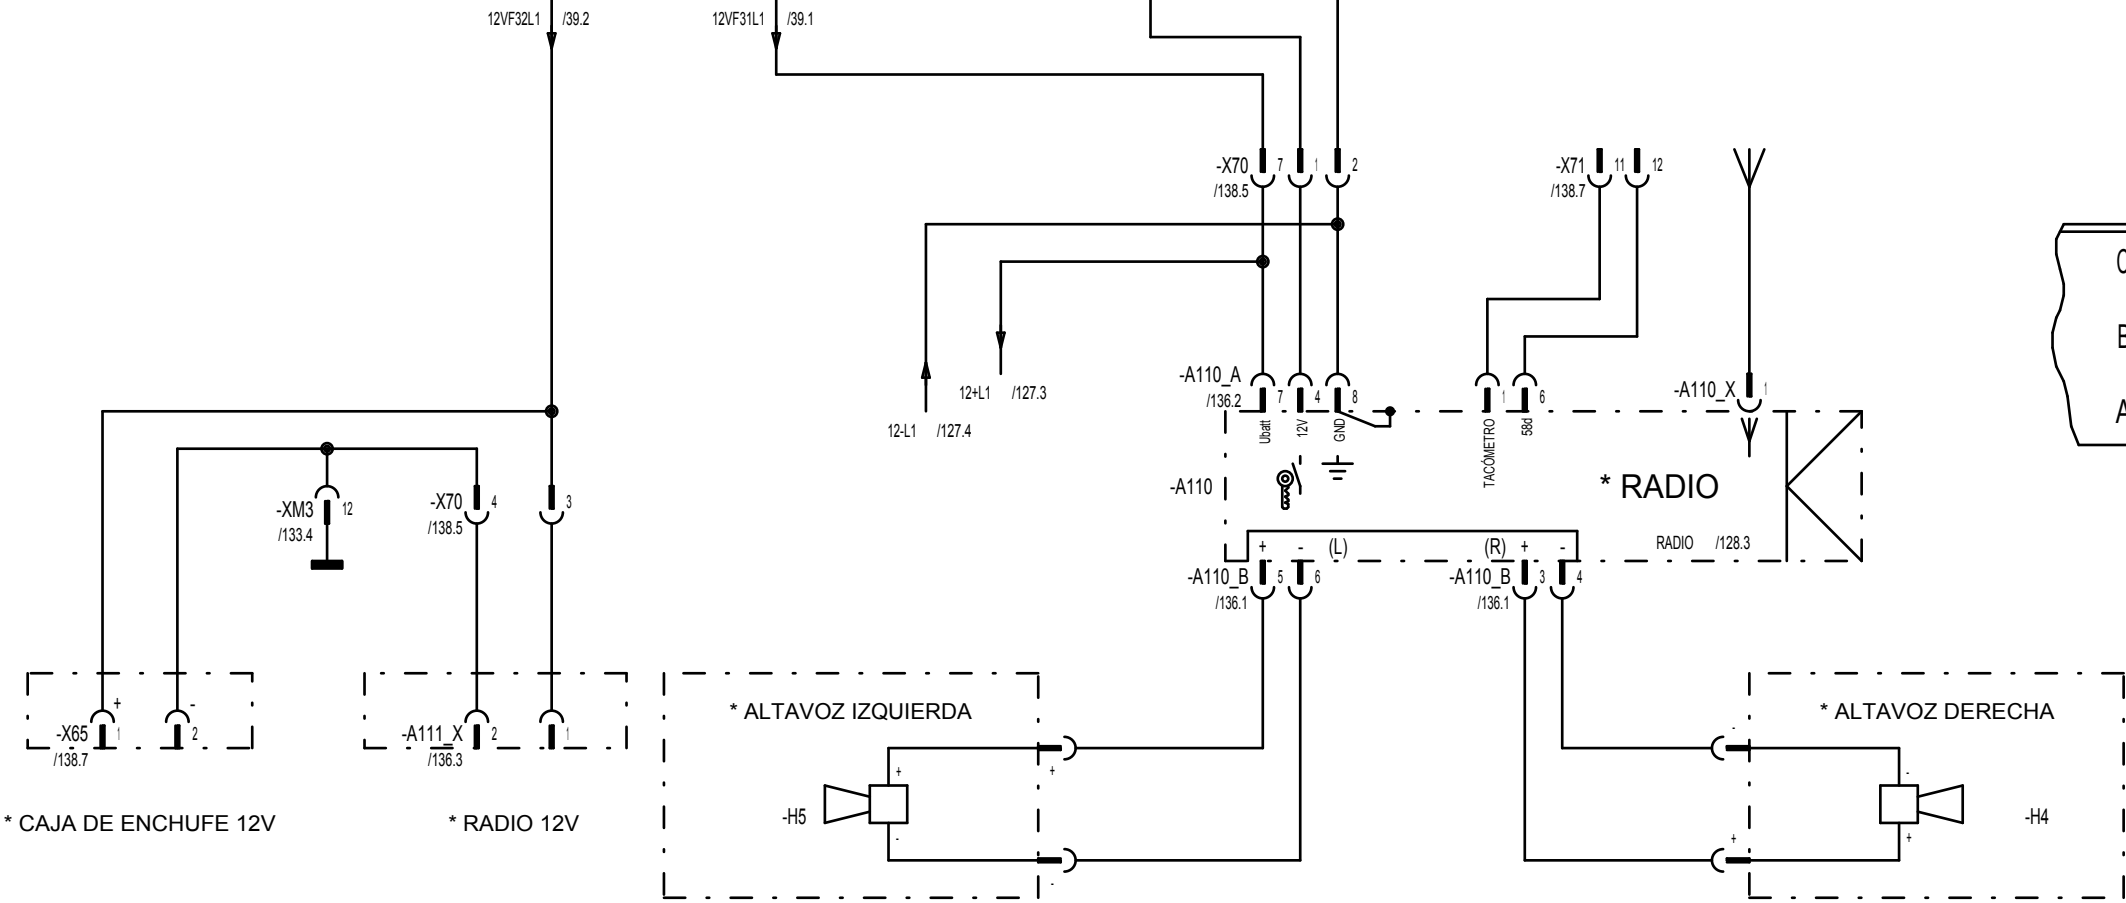 12VF32L1 /39.2
12VF31L1 /39.1
-X70 7 1 2
/138.5
-X71 11 12
/138.7
C
B
A
12+L1 /127.3
12-L1 /127.4
-A110_A 7 4 8 1 6
/136.2
-A110_X 1
Ubatt 12V GND TACÓMETRO 58d
-A110
* RADIO
RADIO /128.3
-XM3 12
/133.4
-X70 4 3
/138.5
+ - (L) (R) + -
-A110_B 5 6
/136.1
-A110_B 3 4
/136.1
+ -
-X65 1 2
/138.7
-A111_X 2 1
/136.3
* ALTAVOZ IZQUIERDA
+ +
-H5
- -
* ALTAVOZ DERECHA
- -
-H4
+ +
* CAJA DE ENCHUFE 12V
* RADIO 12V